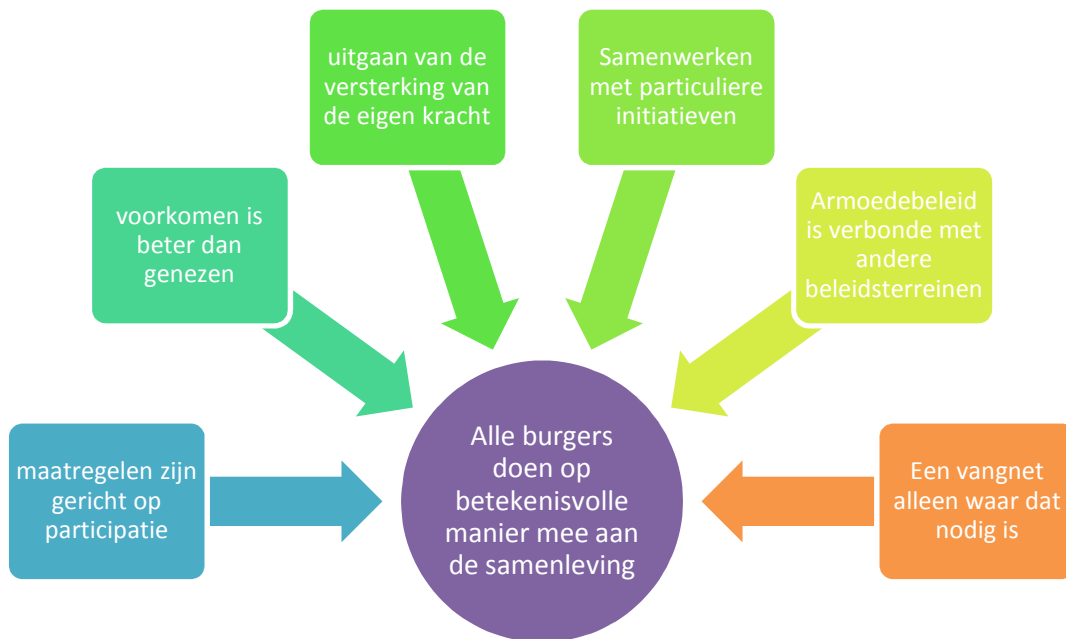 uitgaan van de
versterking van
de eigen kracht
Samenwerken
met particuliere
initiatieven
voorkomen is
beter dan
genezen
Armoedebeleid
is verbonde met
andere
beleidsterreinen
maatregelen zijn
gericht op
participatie
Alle burgers
doen op
betekenisvolle
manier mee aan
de samenleving
Een vangnet
alleen waar dat
nodig is